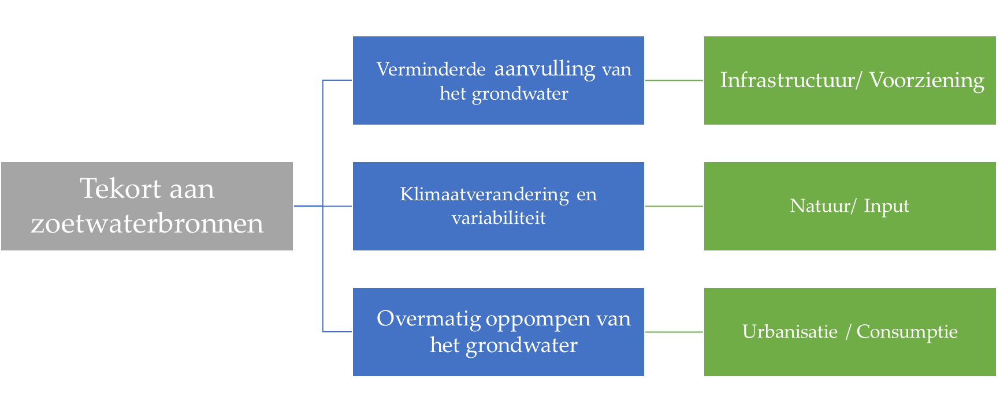 Tekort aan
zoetwaterbronnen
Verminderde aanvulling van
het grondwater
Infrastructuur/ Voorziening
Klimaatverandering en
variabiliteit
Natuur/ Input
Overmatig oppompen van
het grondwater
Urbanisatie / Consumptie